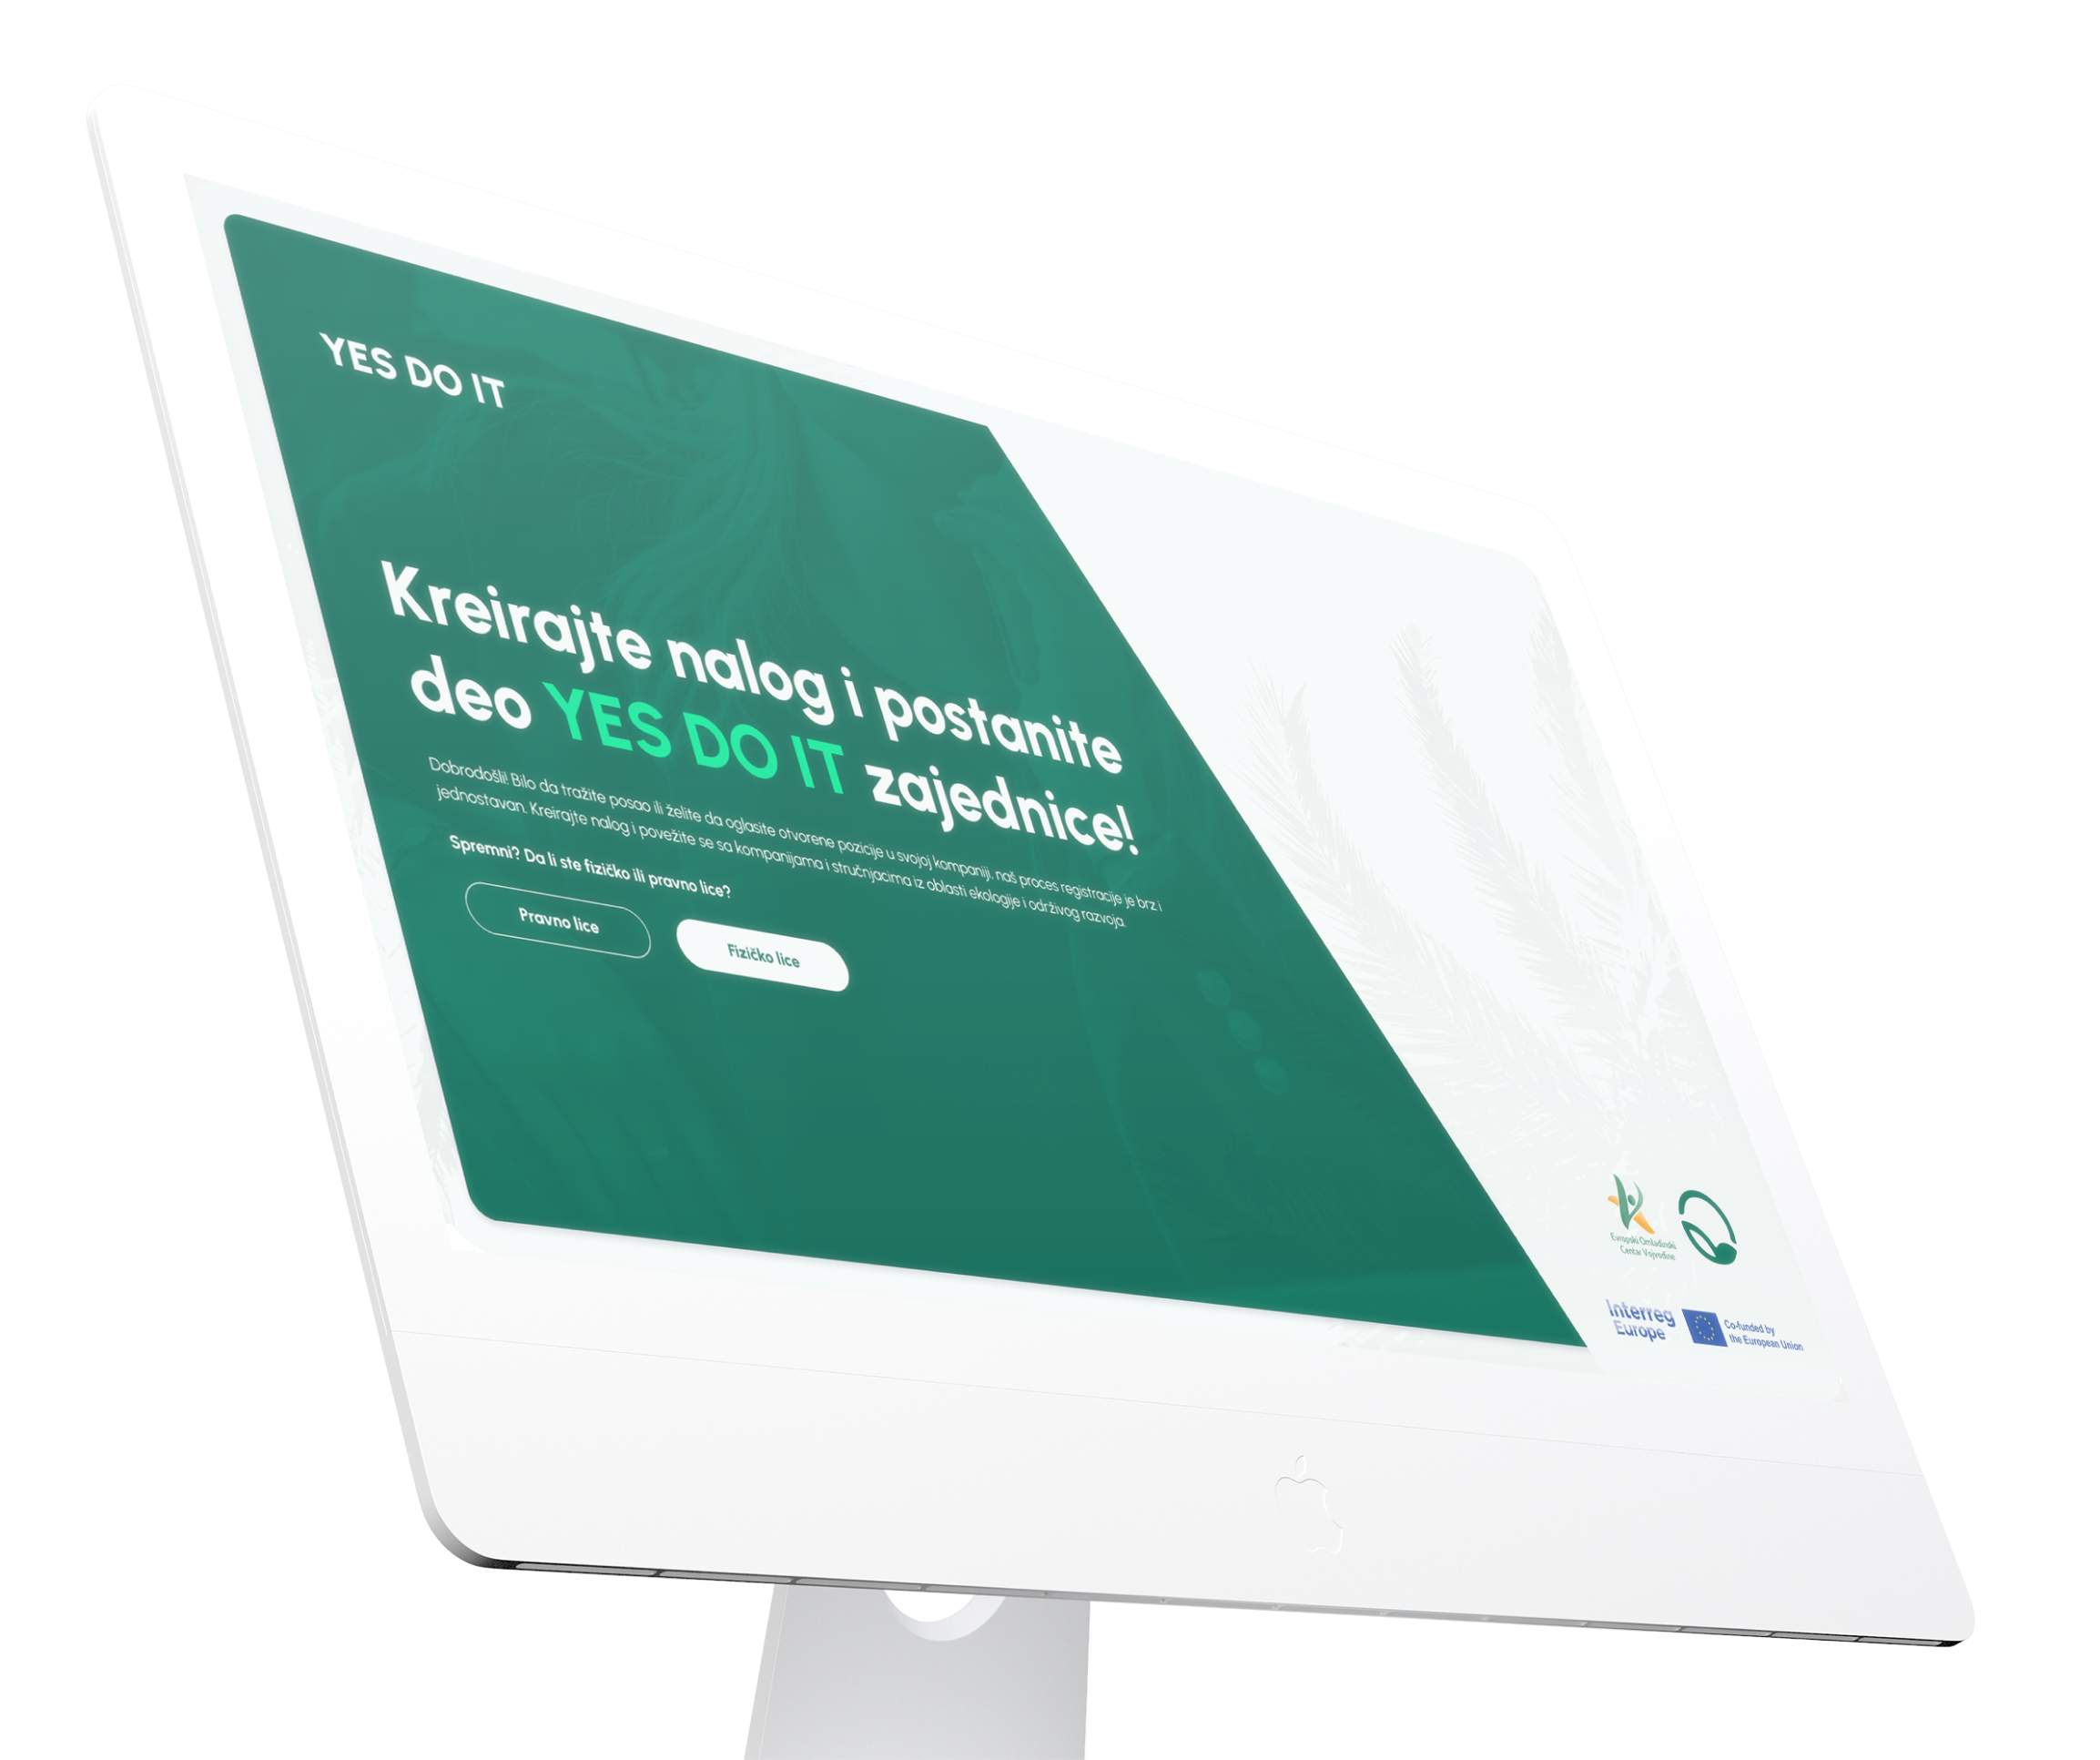 YES DO IT
Kreirajte nalog i postanite
deo YES DO IT zajednice!
Dobrodošli! Bilo da tražite posao ili želite da oglasite otvorene pozicije u svojoj kompaniji, naš proces registracije je brz i
jednostavan. Kreirajte nalog i povežite se sa kompanijama i stručnjacima iz oblasti ekologije i održivog razvoja.
Spremni? Da li ste fizičko ili pravno lice?
Pravno lice
Fizičko lice
Evropski Omladinski
Centar Vojvodine
Interreg
Europe
Co-funded by
the European Union